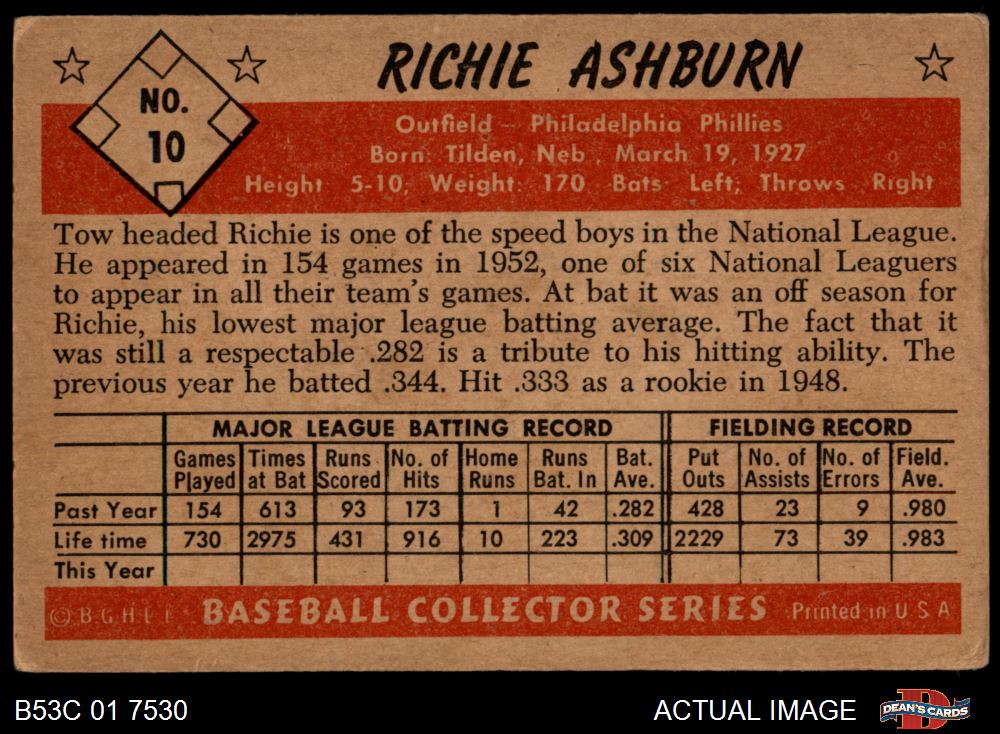 RICHIE ASHBURN
NO.
10
Outfield — Philadelphia Phillies
Born: Tilden, Neb., March 19, 1927
Height 5-10; Weight: 170 Bats: Left; Throws Right
Tow headed Richie is one of the speed boys in the National League.
He appeared in 154 games in 1952, one of six National Leaguers
to appear in all their team's games. At bat it was an off season for
Richie, his lowest major league batting average. The fact that it
was still a respectable .282 is a tribute to his hitting ability. The
previous year he batted .344. Hit .333 as a rookie in 1948.
MAJOR LEAGUE BATTING RECORD FIELDING RECORD
Games Times Runs No. of Home Runs Bat. Put No. of No. of Field.
Played at Bat Scored Hits Runs Bat. In Ave. Outs Assists Errors Ave.
Past Year 154 613 93 173 1 42 .282 428 23 9 .980
Life time 730 2975 431 916 10 223 .309 2229 73 39 .983
This Year
© B G H L I BASEBALL COLLECTOR SERIES Printed in U S A
B53C 01 7530 ACTUAL IMAGE DEAN'S CARDS